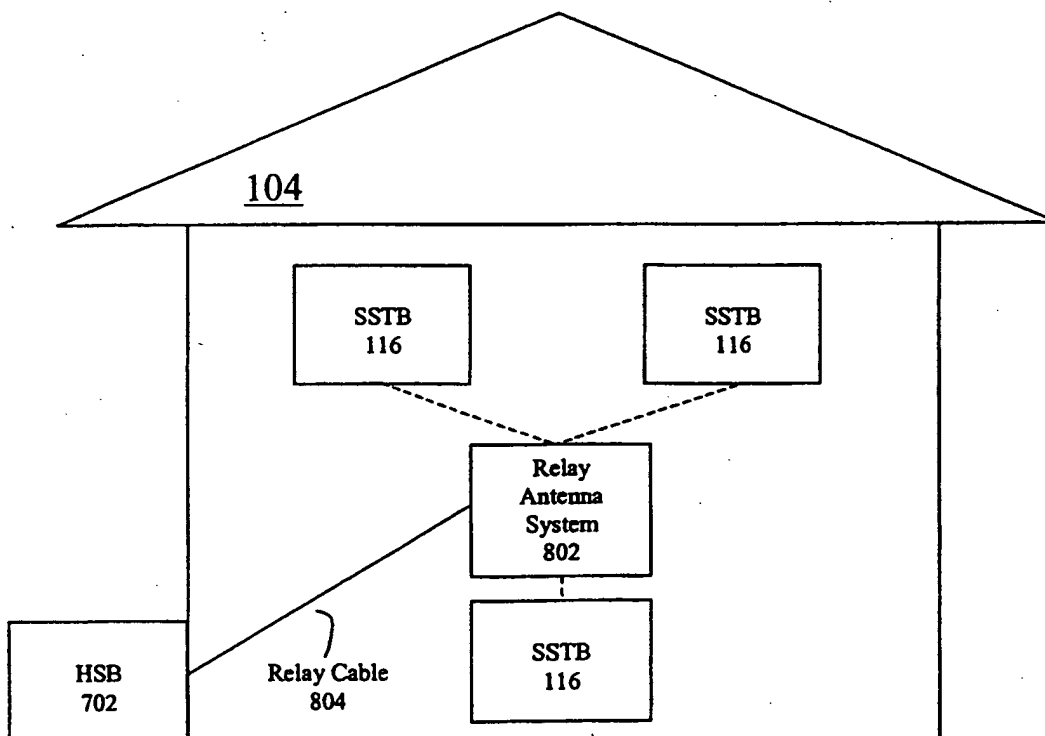 104
SSTB
116
SSTB
116
Relay
Antenna
System
802
HSB
702
Relay Cable
804
SSTB
116